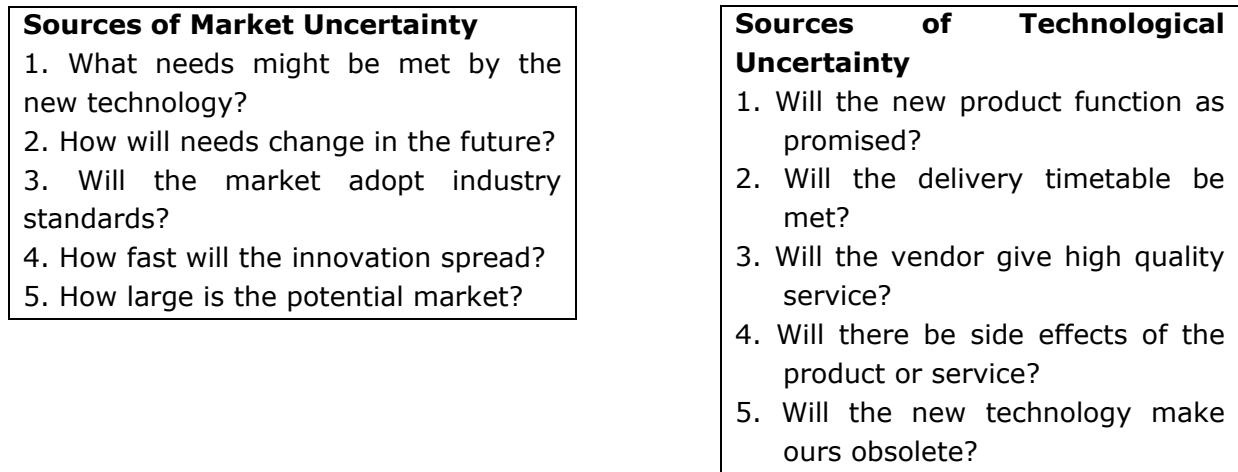 Sources of Market Uncertainty
1. What needs might be met by the
new technology?
2. How will needs change in the future?
3. Will the market adopt industry
standards?
4. How fast will the innovation spread?
5. How large is the potential market?
Sources of Technological
Uncertainty
1. Will the new product function as
promised?
2. Will the delivery timetable be
met?
3. Will the vendor give high quality
service?
4. Will there be side effects of the
product or service?
5. Will the new technology make
ours obsolete?